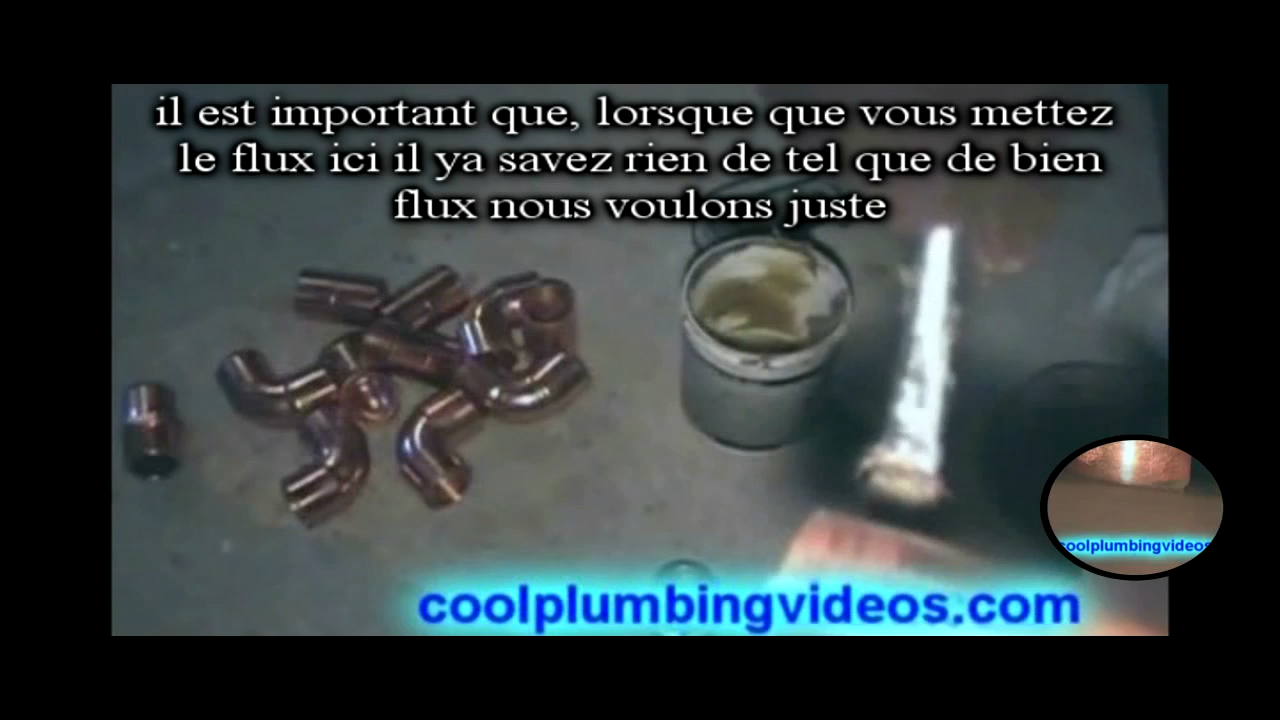 il est important que, lorsque que vous mettez
le flux ici il ya savez rien de tel que de bien
flux nous voulons juste
coolplumbingvideos
coolplumbingvideos.com